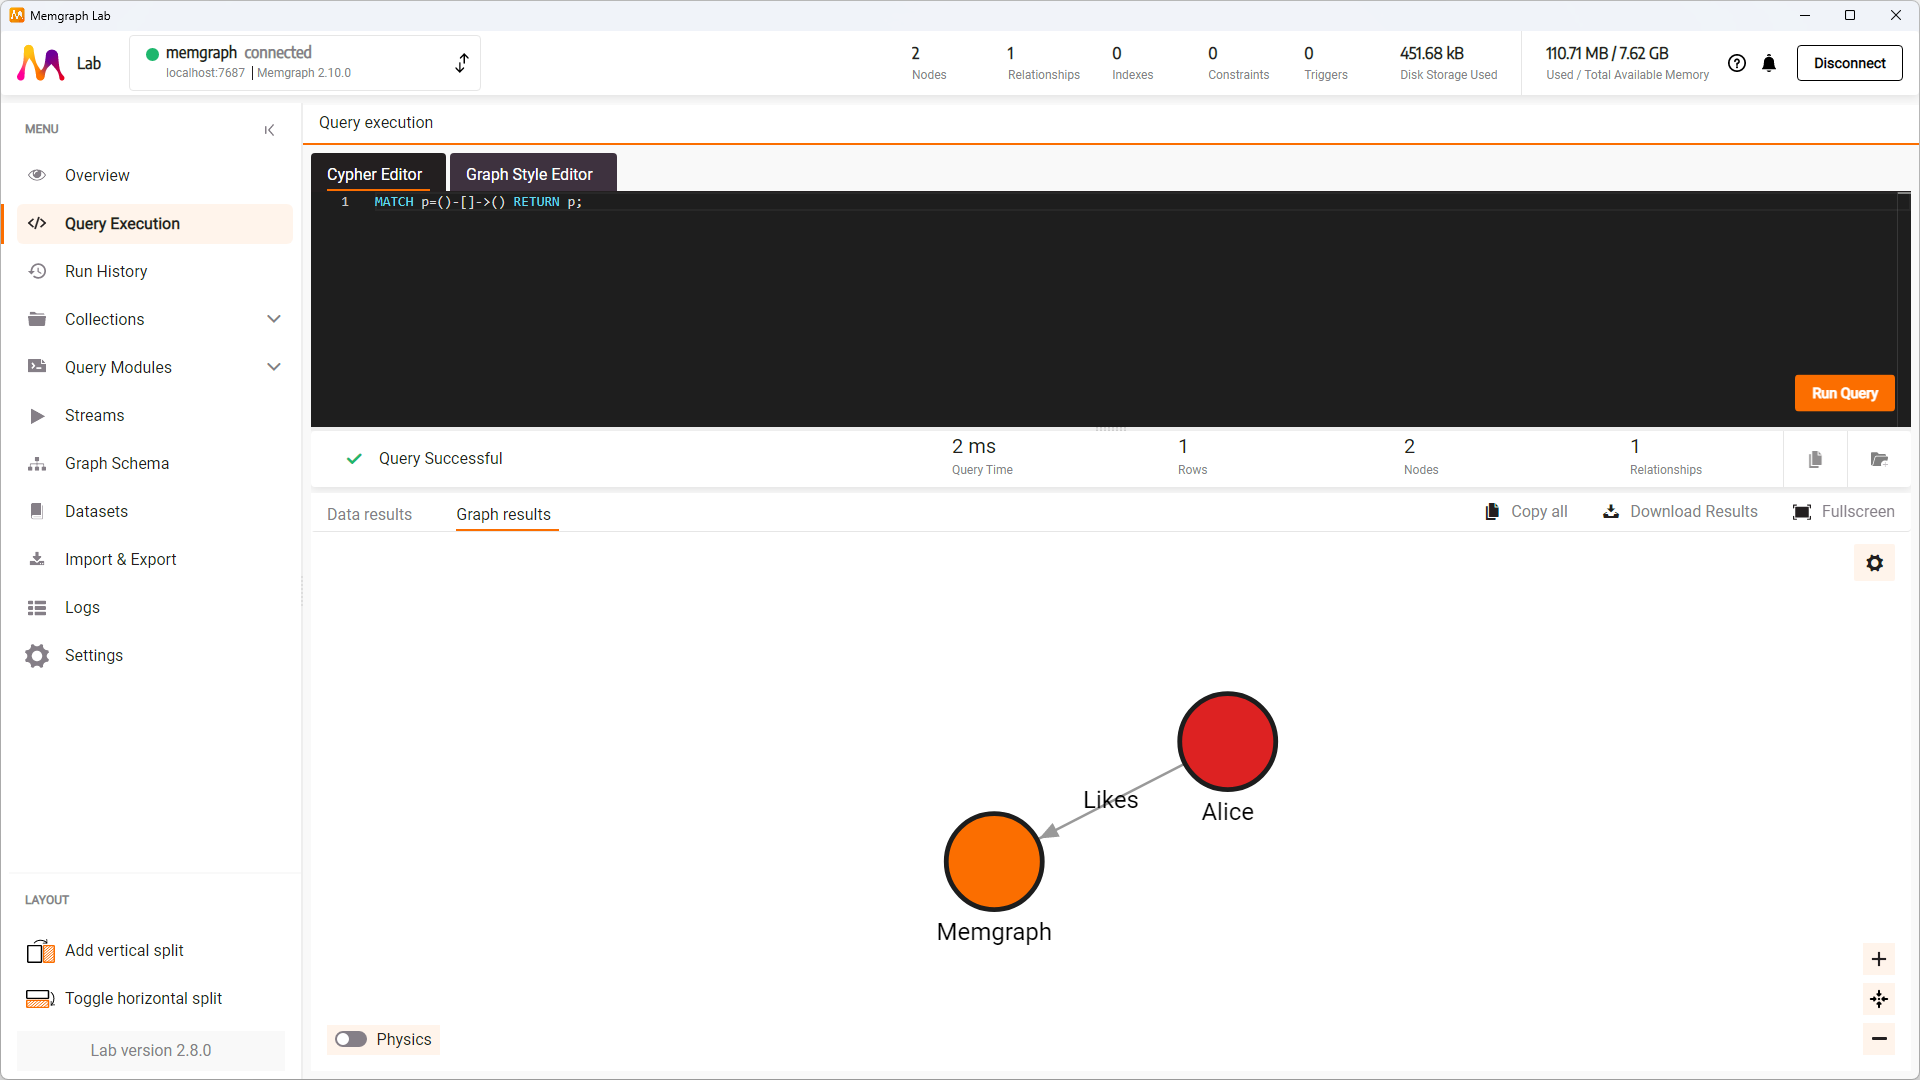 Memgraph Lab
Lab
memgraph connected
localhost:7687 | Memgraph 2.10.0
2
Nodes
1
Relationships
0
Indexes
0
Constraints
0
Triggers
451.68 kB
Disk Storage Used
110.71 MB / 7.62 GB
Used / Total Available Memory
Disconnect
MENU
Overview
Query Execution
Run History
Collections
Query Modules
Streams
Graph Schema
Datasets
Import & Export
Logs
Settings
LAYOUT
Add vertical split
Toggle horizontal split
Lab version 2.8.0
Query execution
Cypher Editor
Graph Style Editor
1 MATCH p=()-[]->() RETURN p;
Run Query
Query Successful
2 ms
Query Time
1
Rows
2
Nodes
1
Relationships
Data results
Graph results
Copy all
Download Results
Fullscreen
Likes
Alice
Memgraph
Physics